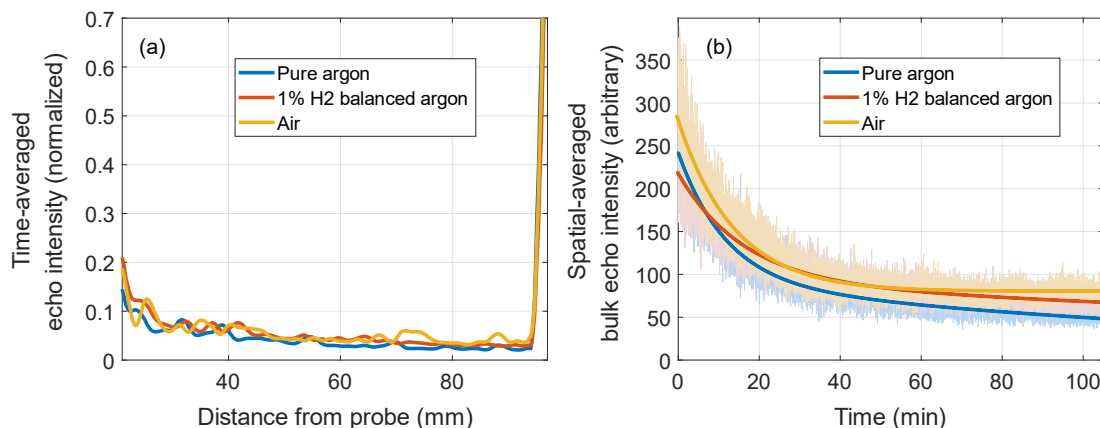 (a)
Pure argon
1% H2 balanced argon
Air
Time-averaged
echo intensity (normalized)
0.7
0.6
0.5
0.4
0.3
0.2
0.1
0
40
60
80
Distance from probe (mm)
(b)
Pure argon
1% H2 balanced argon
Air
Spatial-averaged
bulk echo intensity (arbitrary)
350
300
250
200
150
100
50
0
0
20
40
60
80
100
Time (min)